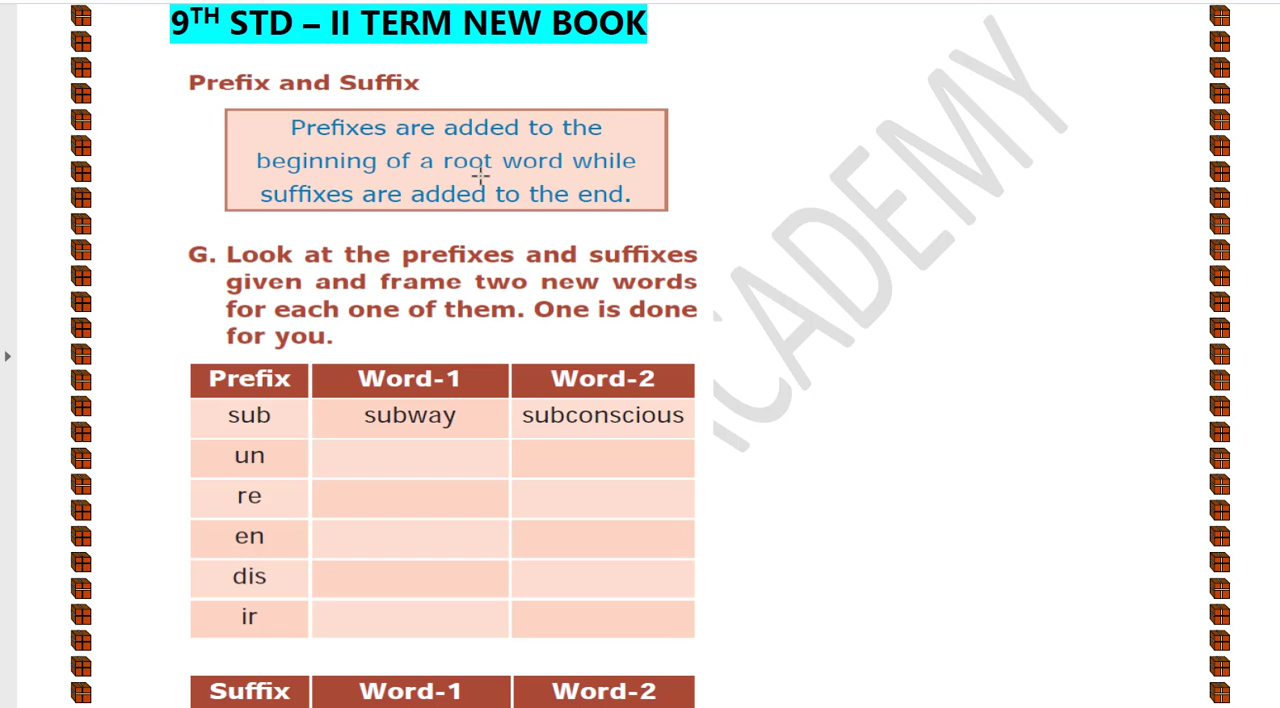 9TH STD – II TERM NEW BOOK
Prefix and Suffix
Prefixes are added to the
beginning of a root word while
suffixes are added to the end.
G. Look at the prefixes and suffixes
given and frame two new words
for each one of them. One is done
for you.
Prefix Word-1 Word-2
sub subway subconscious
un
re
en
dis
ir
Suffix Word-1 Word-2
ACADEMY